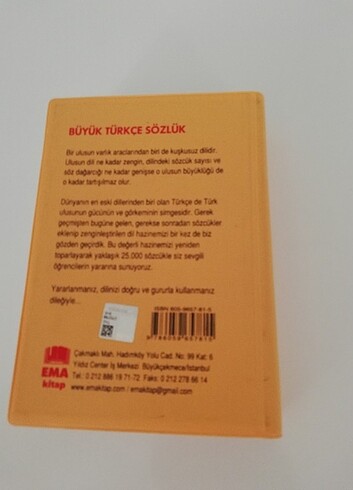 BÜYÜK TÜRKÇE SÖZLÜK
Bir ulusun varlık araçlarından biri de kuşkusuz dilidir.
Ulusun dil ne kadar zengin, dilindeki sözcük sayısı ve
söz dağarcığı ne kadar genişse o ulusun büyüklüğü de
o kadar tartışılmaz olur.
Dünyanın en eski dillerinden biri olan Türkçe de Türk
ulusunun gücünün ve görkeminin simgesidir. Gerek
geçmişten bugüne gelen, gerekse sonradan sözcükler
eklenip zenginleştirilen dil hazinemizi bir kez de biz
gözden geçirdik. Bu değerli hazinemizi yeniden
toparlayarak yaklaşık 25.000 sözcükle siz sevgili
öğrencilerin yararına sunuyoruz.
Yararlanmanız, dilinizi doğru ve gururla kullanmanız
dileğiyle...
EMA
kitap
Çakmaklı Mah. Hadımköy Yolu Cad. No: 99 Kat: 6
Yıldız Center İş Merkezi Büyükçekmece/İstanbul
Tel: 0 212 886 19 71-72 Faks: 0 212 278 66 14
www.emakitap.com / emakitap@gmail.com